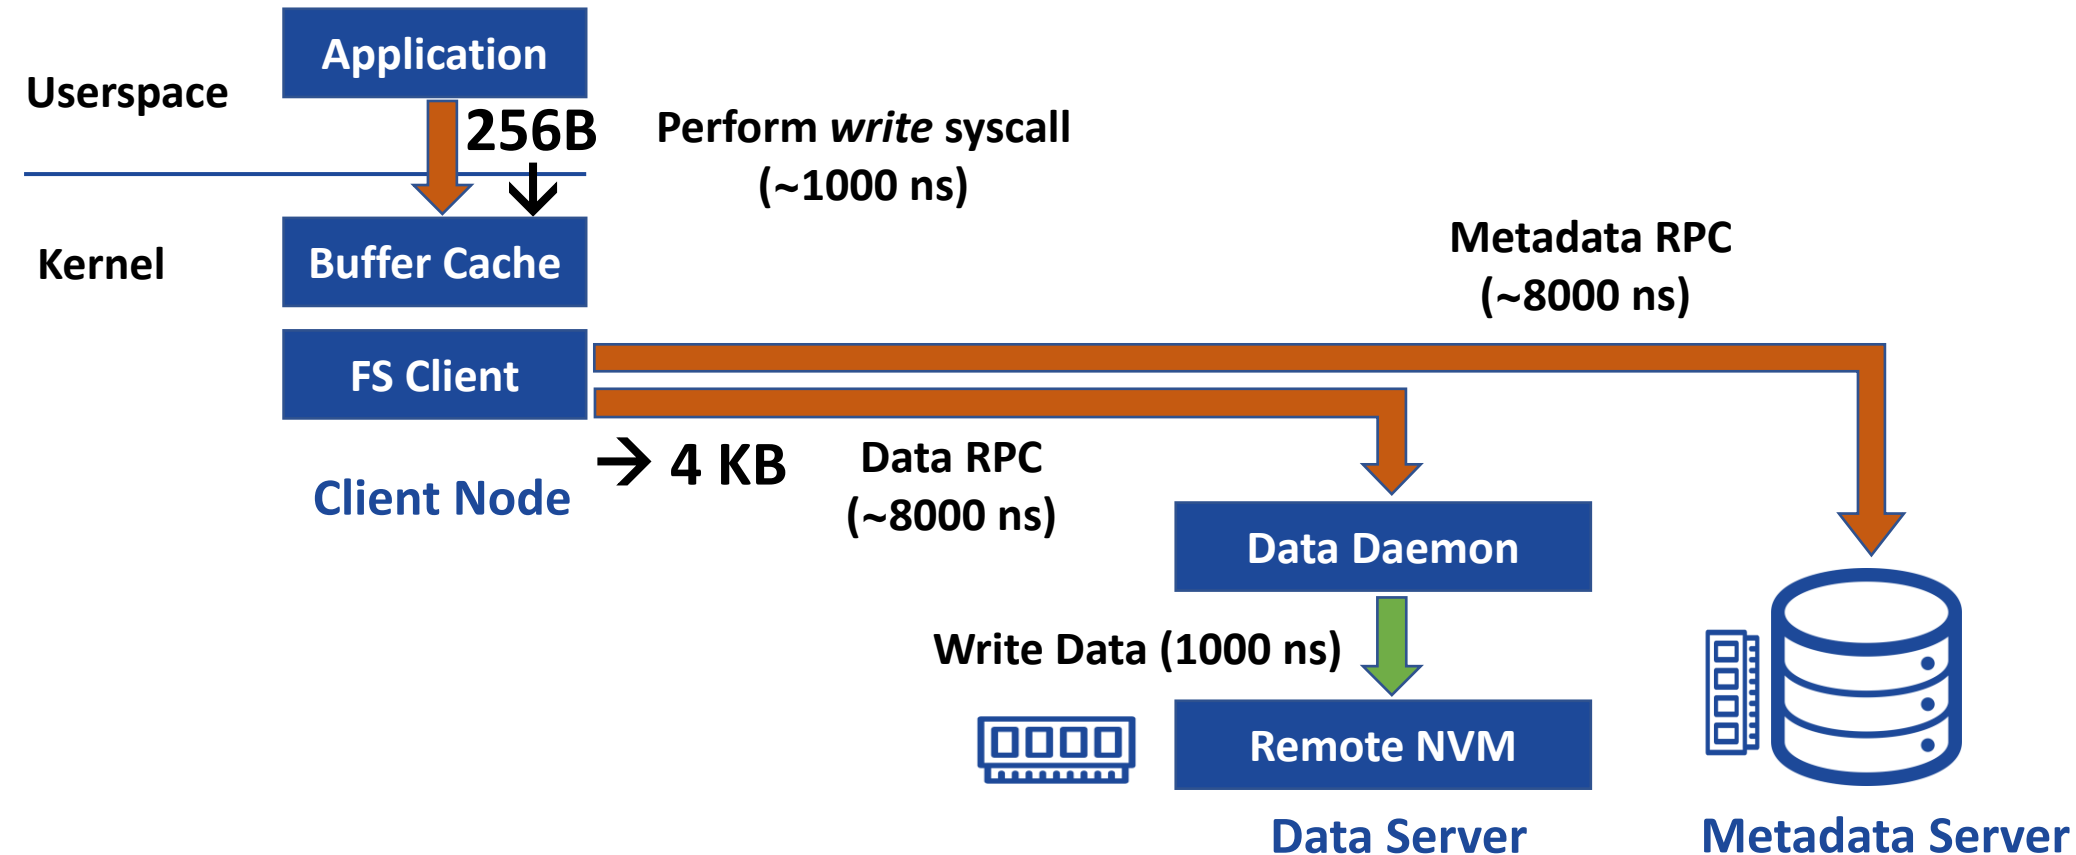 Application
Userspace
256B
Perform write syscall
(~1000 ns)
Kernel
Buffer Cache
Metadata RPC
(~8000 ns)
FS Client
→ 4 KB
Data RPC
(~8000 ns)
Client Node
Data Daemon
Write Data (1000 ns)
Remote NVM
Data Server
Metadata Server